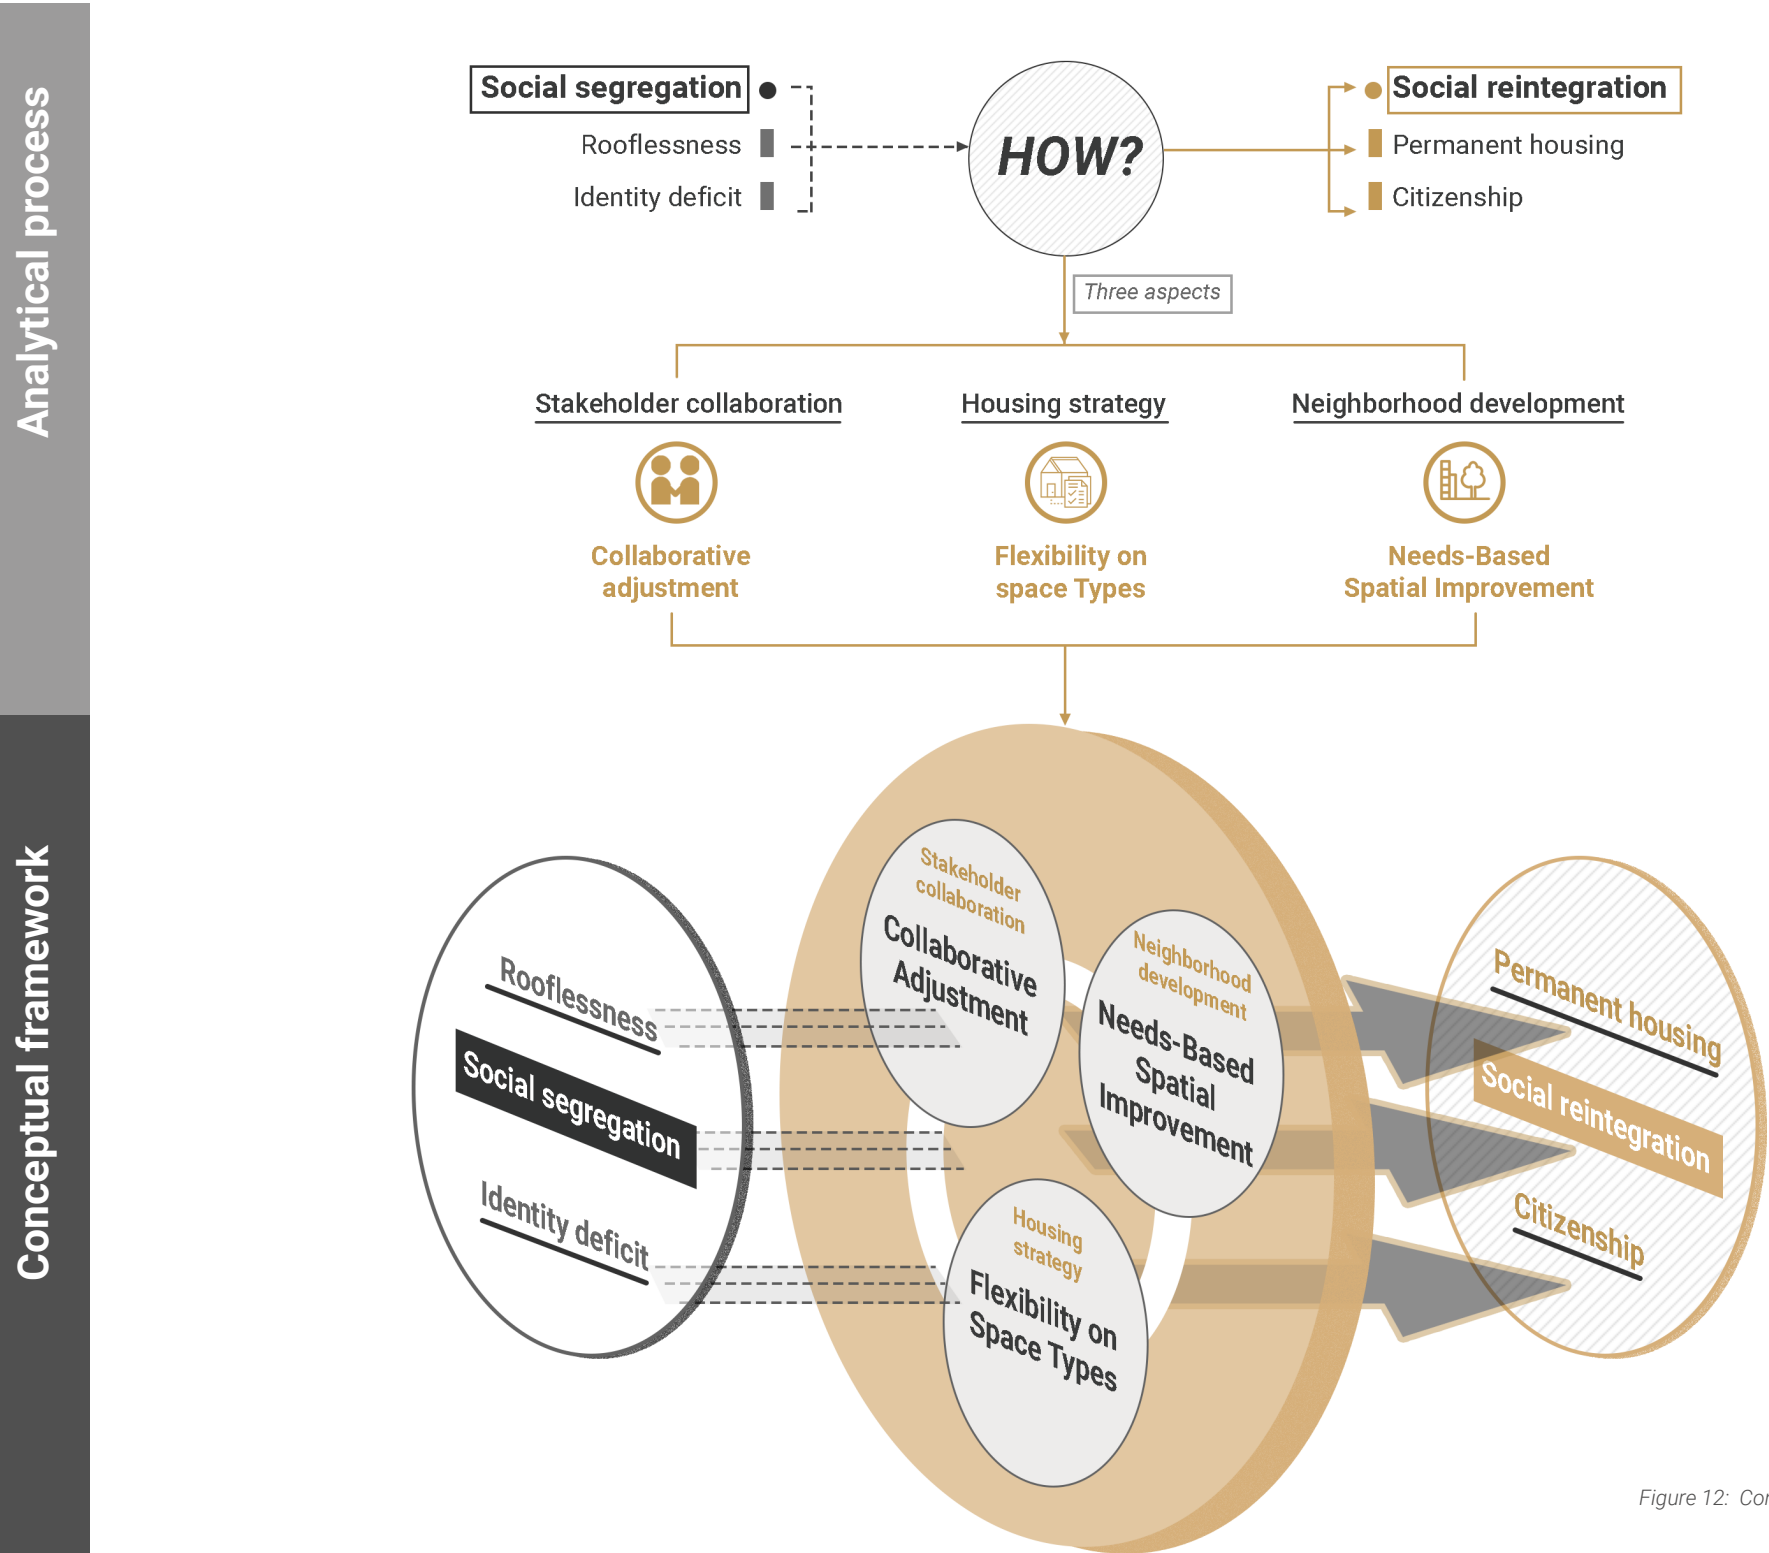 Analytical process
Social segregation
Rooflessness
Identity deficit
HOW?
Social reintegration
Permanent housing
Citizenship
Three aspects
Stakeholder collaboration
Housing strategy
Neighborhood development
Collaborative
adjustment
Flexibility on
space Types
Needs-Based
Spatial Improvement
Conceptual framework
Rooflessness
Social segregation
Identity deficit
Stakeholder
collaboration
Collaborative
Adjustment
Neighborhood
development
Needs-Based
Spatial
Improvement
Housing
strategy
Flexibility on
Space Types
Permanent housing
Social reintegration
Citizenship
Figure 12: